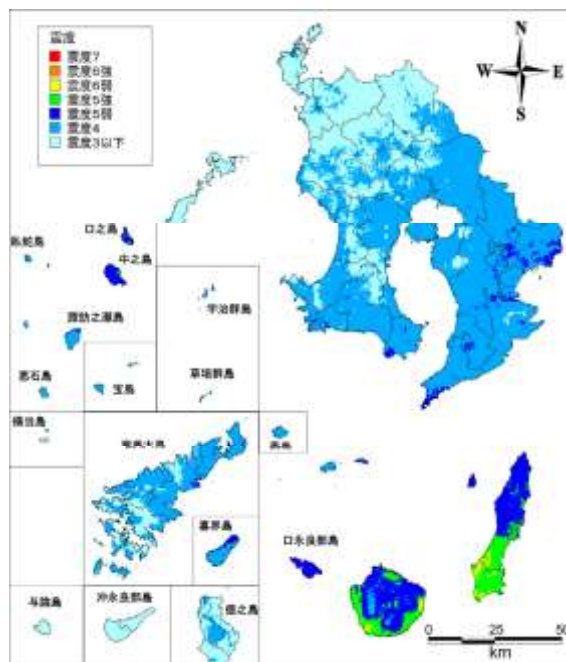 震度
震度7
震度6強
震度6弱
震度5強
震度5弱
震度4
震度3以下
N
W E
S
口之島
臥蛇島
中之島
諏訪之瀬島
宇治群島
悪石島
宝島
草垣群島
横当島
奄美大島
喜界島
口永良部島
与論島
沖永良部島
徳之島
0 25 50
km